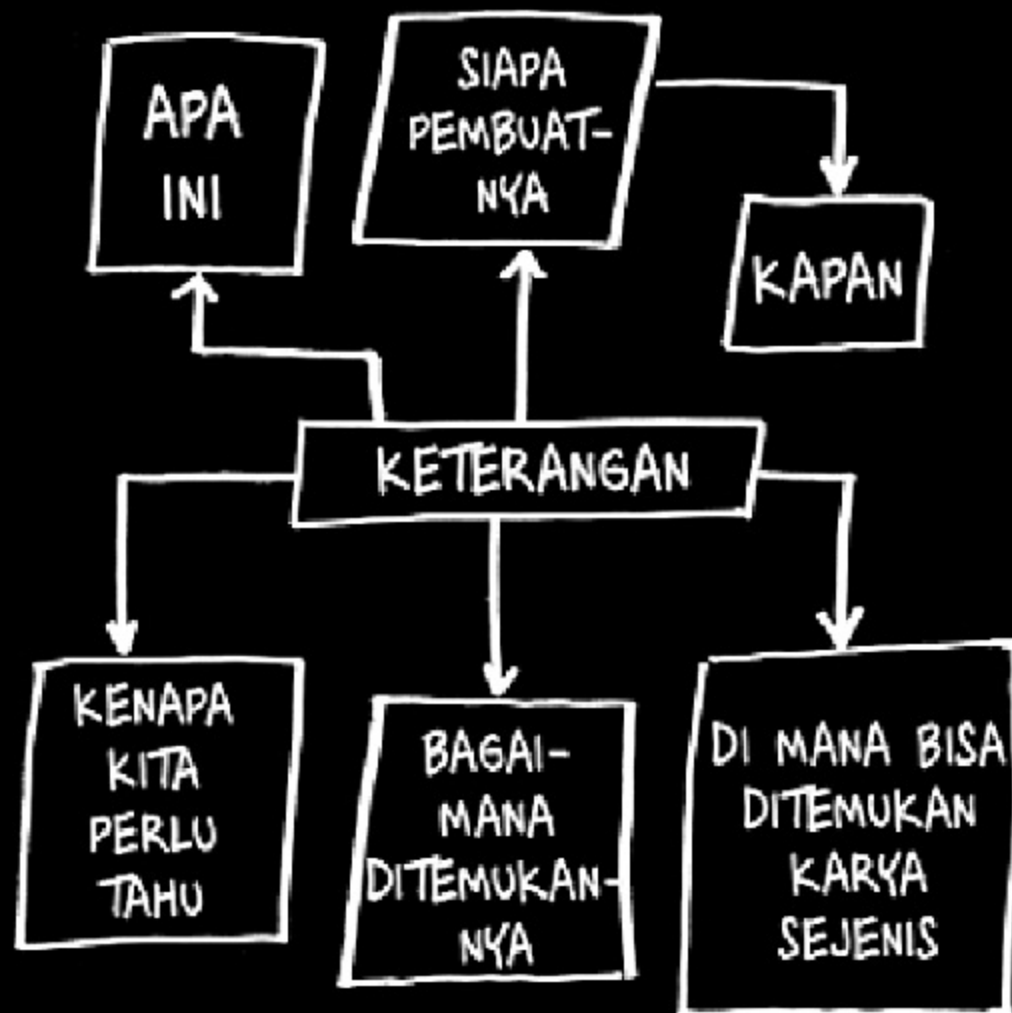 APA
INI
SIAPA
PEMBUAT-
NYA
KAPAN
KETERANGAN
KENAPA
KITA
PERLU
TAHU
BAGAI-
MANA
DITEMUKAN-
NYA
DI MANA BISA
DITEMUKAN
KARYA
SEJENIS